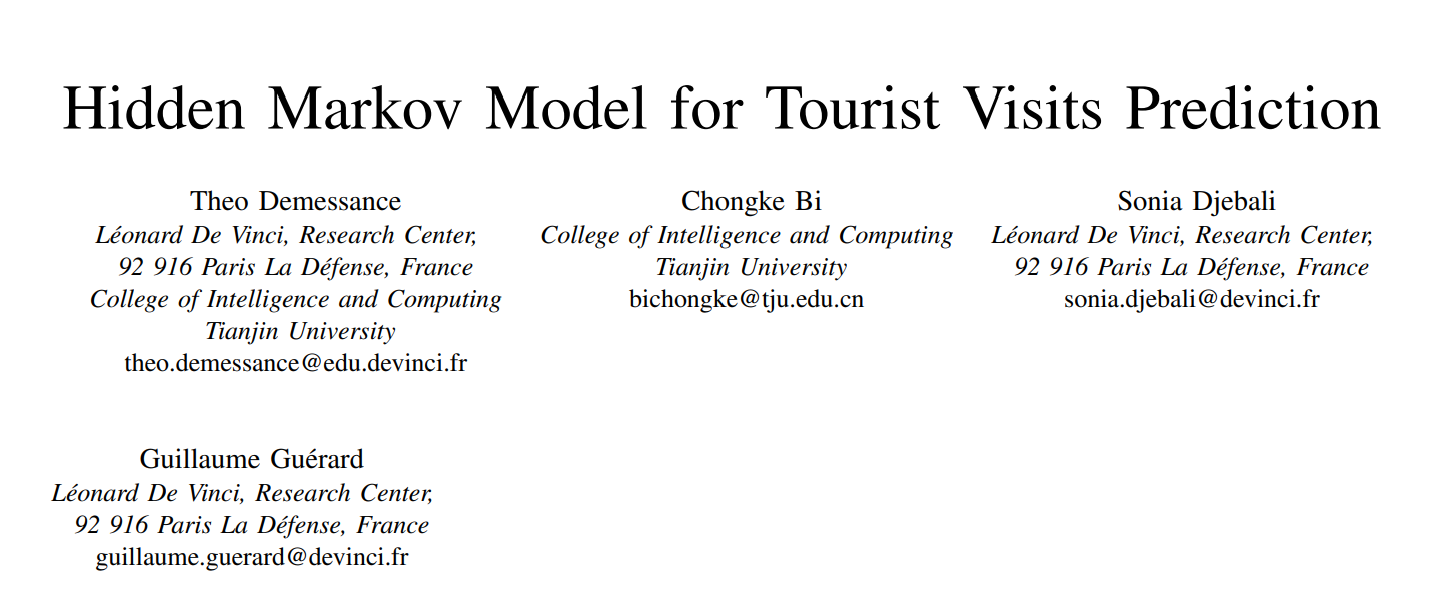 Hidden Markov Model for Tourist Visits Prediction
Theo Demessance
Léonard De Vinci, Research Center,
92 916 Paris La Défense, France
College of Intelligence and Computing
Tianjin University
theo.demessance@edu.devinci.fr
Chongke Bi
College of Intelligence and Computing
Tianjin University
bichongke@tju.edu.cn
Sonia Djebali
Léonard De Vinci, Research Center,
92 916 Paris La Défense, France
sonia.djebali@devinci.fr
Guillaume Guérard
Léonard De Vinci, Research Center,
92 916 Paris La Défense, France
guillaume.guerard@devinci.fr